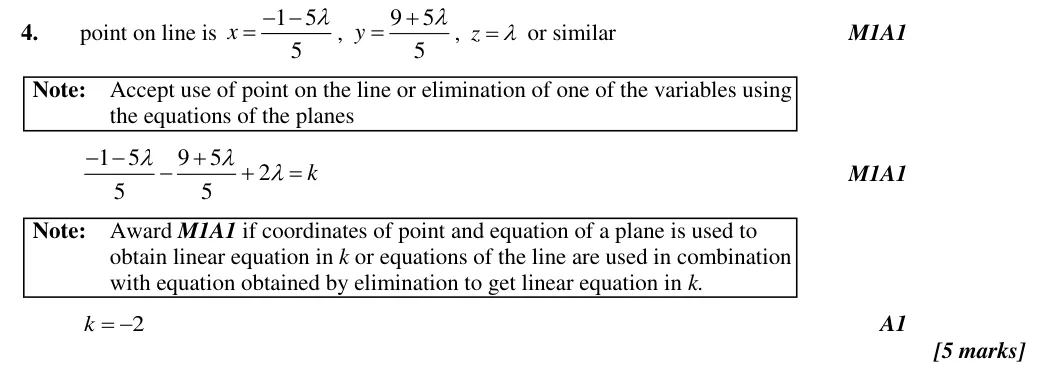 4. point on line is x = \frac{-1-5λ}{5}, y = \frac{9+5λ}{5}, z = λ or similar M1A1
Note: Accept use of point on the line or elimination of one of the variables using
the equations of the planes
\frac{-1-5λ}{5} - \frac{9+5λ}{5} + 2λ = k M1A1
Note: Award M1A1 if coordinates of point and equation of a plane is used to
obtain linear equation in k or equations of the line are used in combination
with equation obtained by elimination to get linear equation in k.
k = -2 A1
[5 marks]